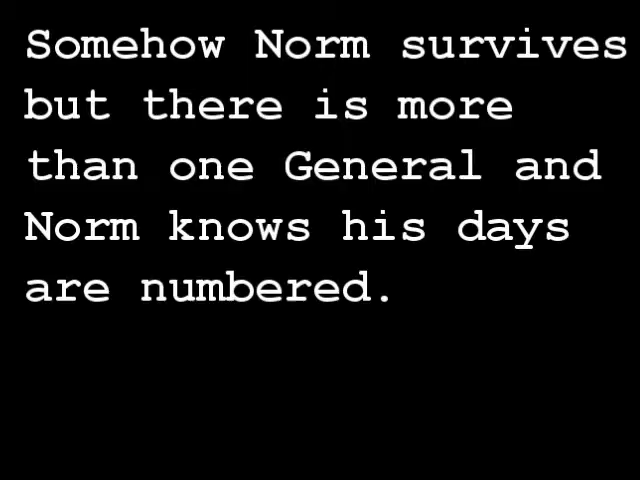 Somehow Norm survives
but there is more
than one General and
Norm knows his days
are numbered.